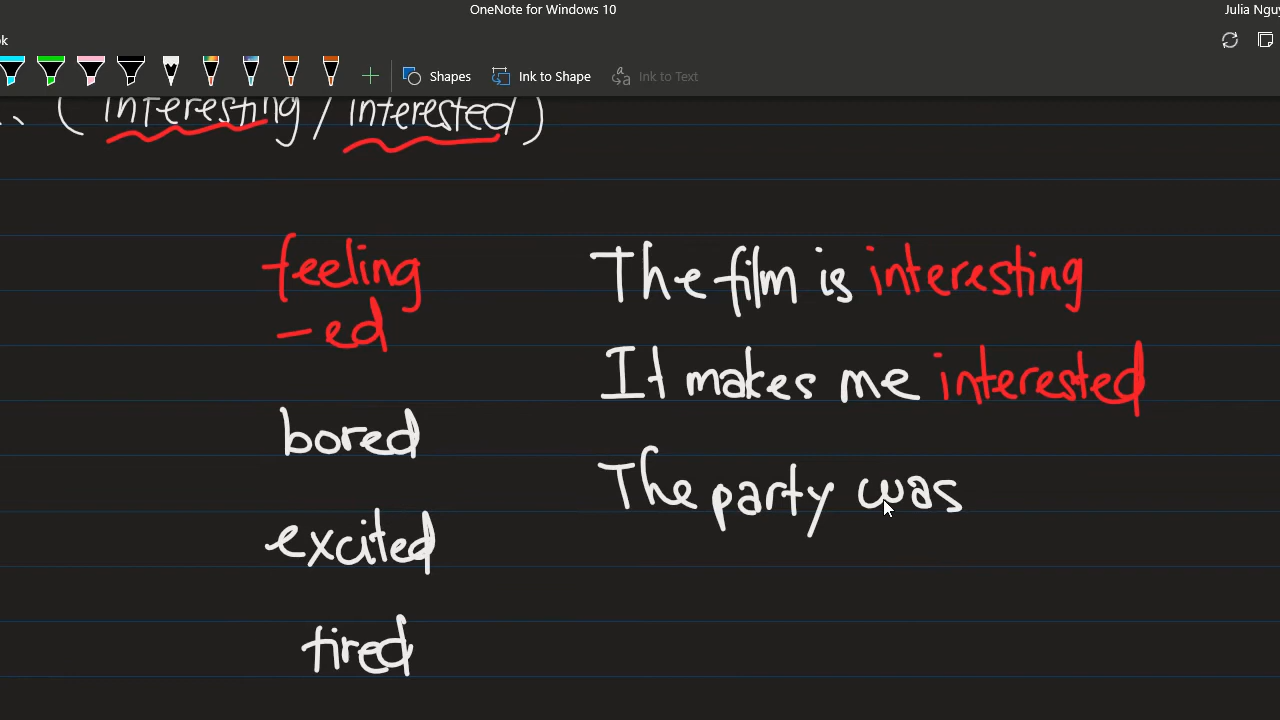 OneNote for Windows 10
Julia Ngu
k
Shapes
Ink to Shape
Ink to Text
( interesting / interested )
feeling
-ed
bored
excited
tired
The film is interesting
It makes me interested
The party was